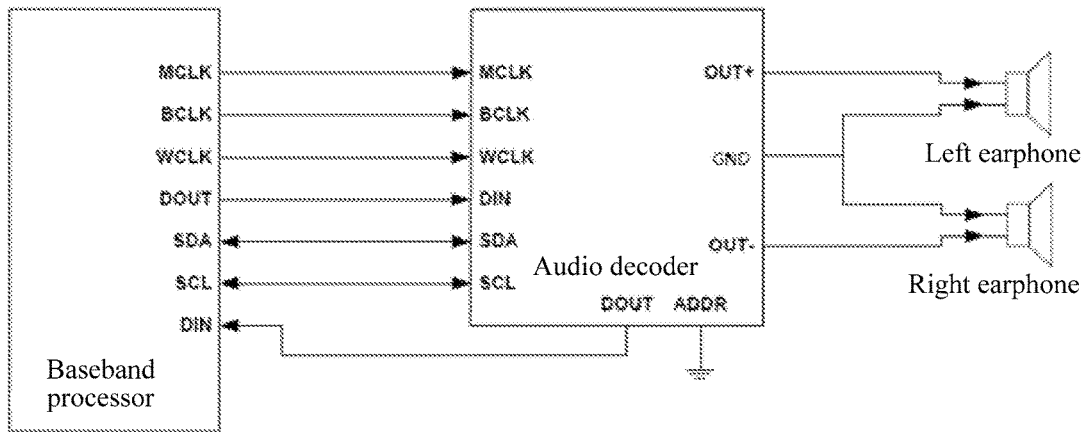 MCLK
BCLK
WCLK
DOUT
SDA
SCL
DIN
Baseband
processor
MCLK
BCLK
WCLK
DIN
SDA
SCL
OUT+
GND
OUT-
Audio decoder
DOUT ADDR
Left earphone
Right earphone